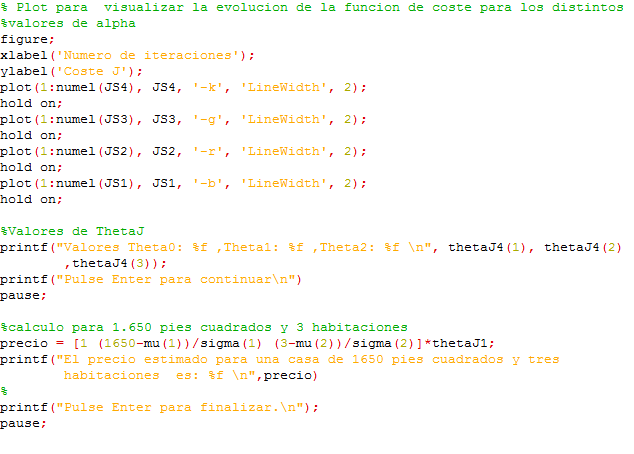 % Plot para  visualizar la evolucion de la funcion de coste para los distintos
%valores de alpha
figure;
xlabel('Numero de iteraciones');
ylabel('Coste J');
plot(1:numel(JS4), JS4, '-k', 'LineWidth', 2);
hold on;
plot(1:numel(JS3), JS3, '-g', 'LineWidth', 2);
hold on;
plot(1:numel(JS2), JS2, '-r', 'LineWidth', 2);
hold on;
plot(1:numel(JS1), JS1, '-b', 'LineWidth', 2);
hold on;
%Valores de ThetaJ
printf("Valores Theta0: %f ,Theta1: %f ,Theta2: %f \n", thetaJ4(1), thetaJ4(2)
,thetaJ4(3));
printf("Pulse Enter para continuar\n")
pause;
%calculo para 1.650 pies cuadrados y 3 habitaciones
precio = [1 (1650-mu(1))/sigma(1) (3-mu(2))/sigma(2)]*thetaJ1;
printf("El precio estimado para una casa de 1650 pies cuadrados y tres
habitaciones  es: %f \n",precio)
%
printf("Pulse Enter para finalizar.\n");
pause;